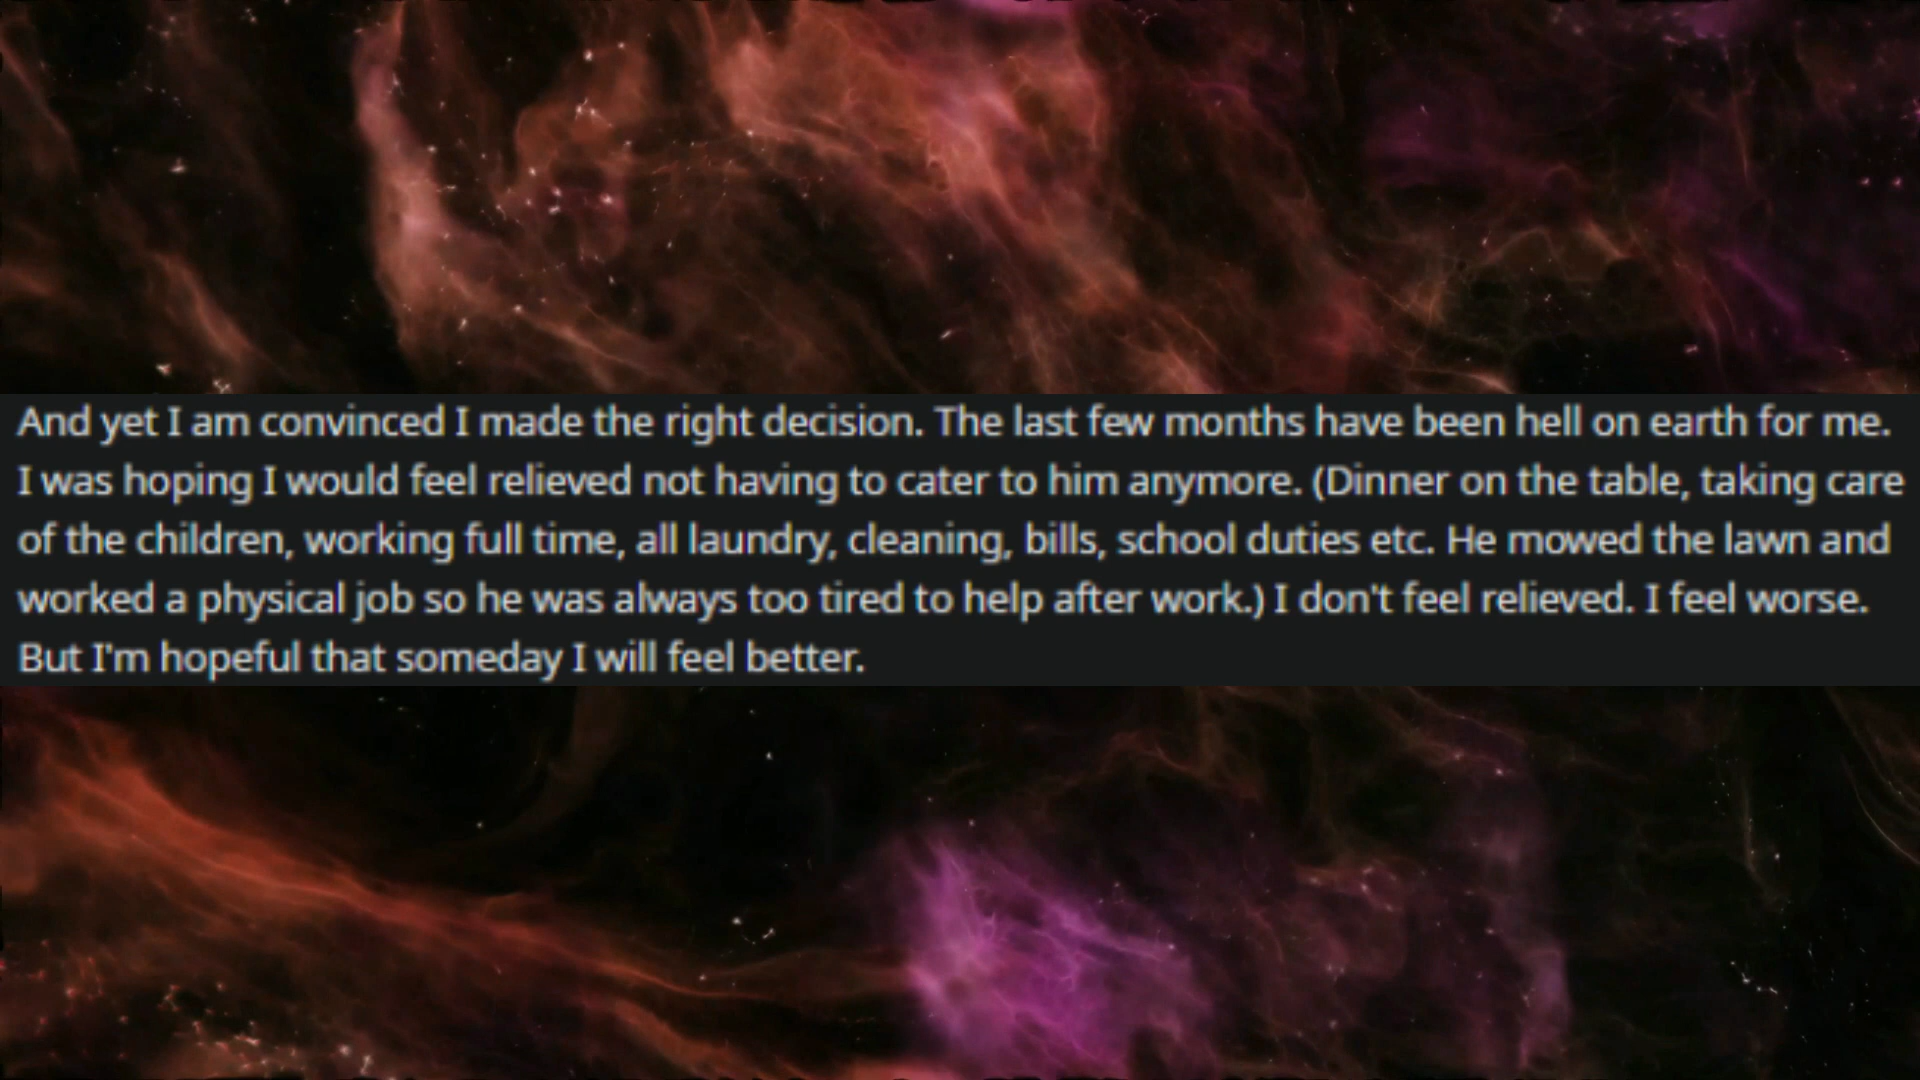 And yet I am convinced I made the right decision. The last few months have been hell on earth for me.
I was hoping I would feel relieved not having to cater to him anymore. (Dinner on the table, taking care
of the children, working full time, all laundry, cleaning, bills, school duties etc. He mowed the lawn and
worked a physical job so he was always too tired to help after work.) I don't feel relieved. I feel worse.
But I'm hopeful that someday I will feel better.